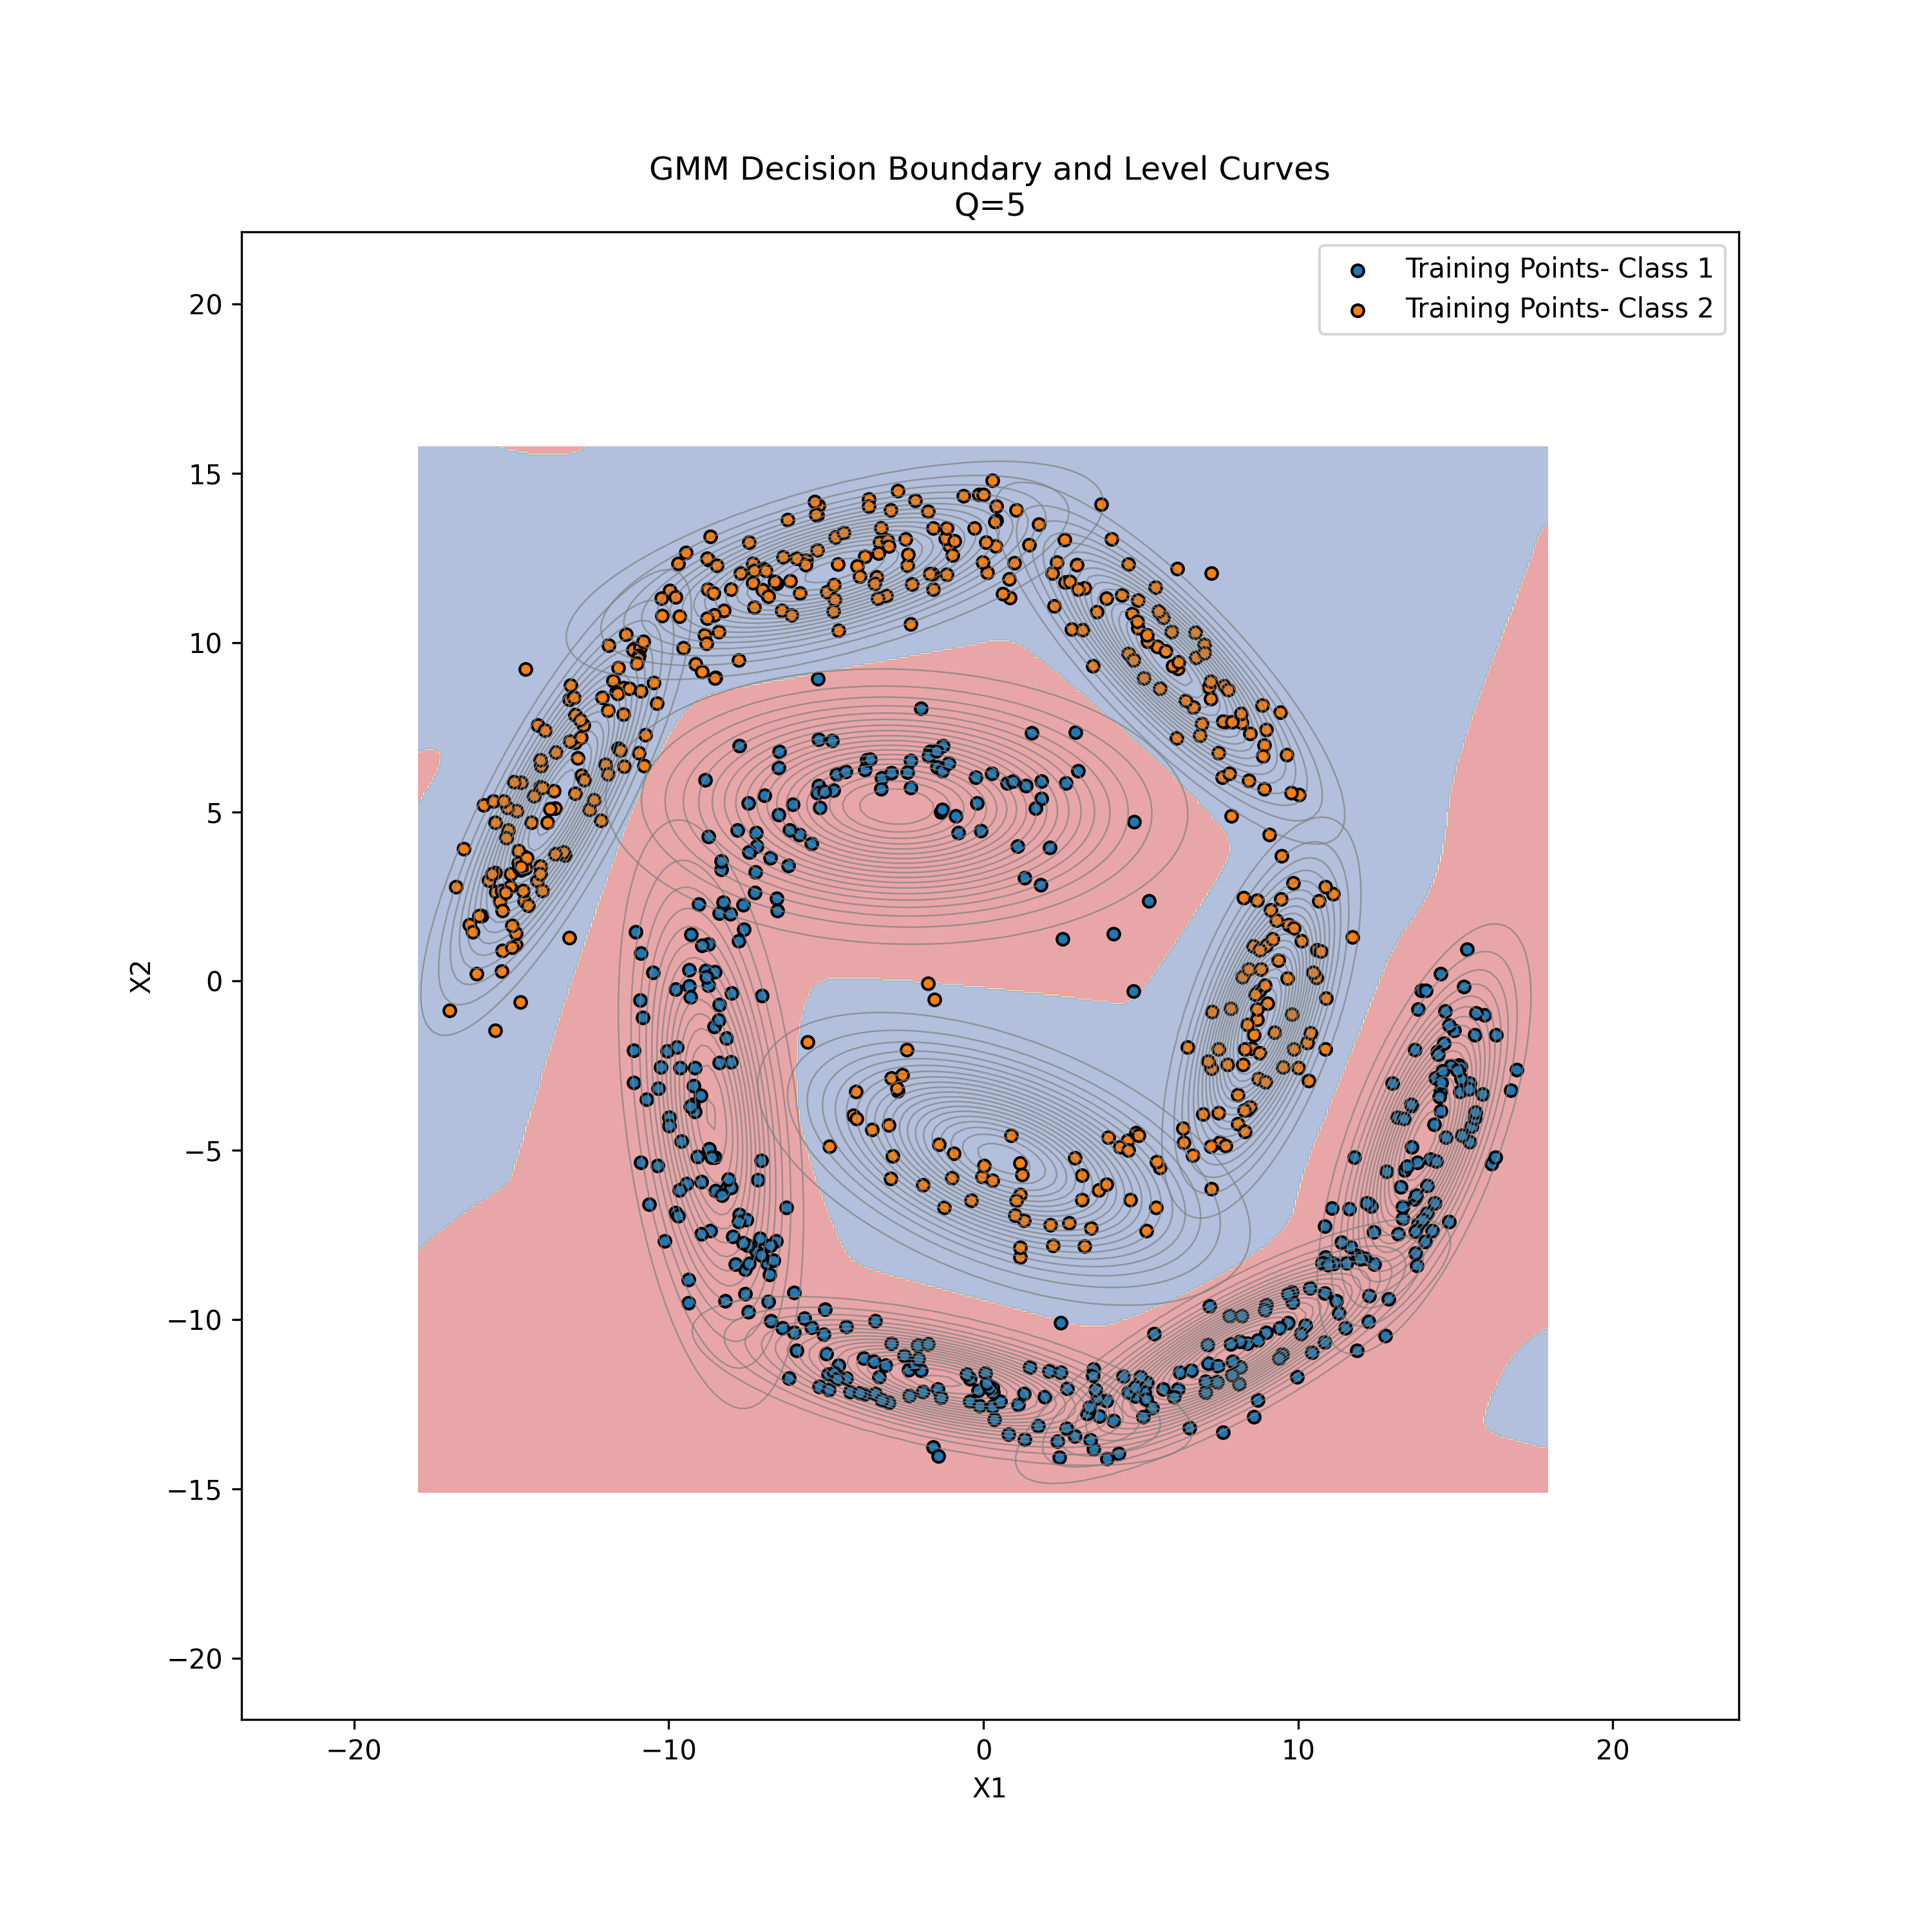 GMM Decision Boundary and Level Curves
Q=5
Training Points- Class 1
Training Points- Class 2
20
15
10
5
0
−5
−10
−15
−20
X2
−20
−10
0
10
20
X1